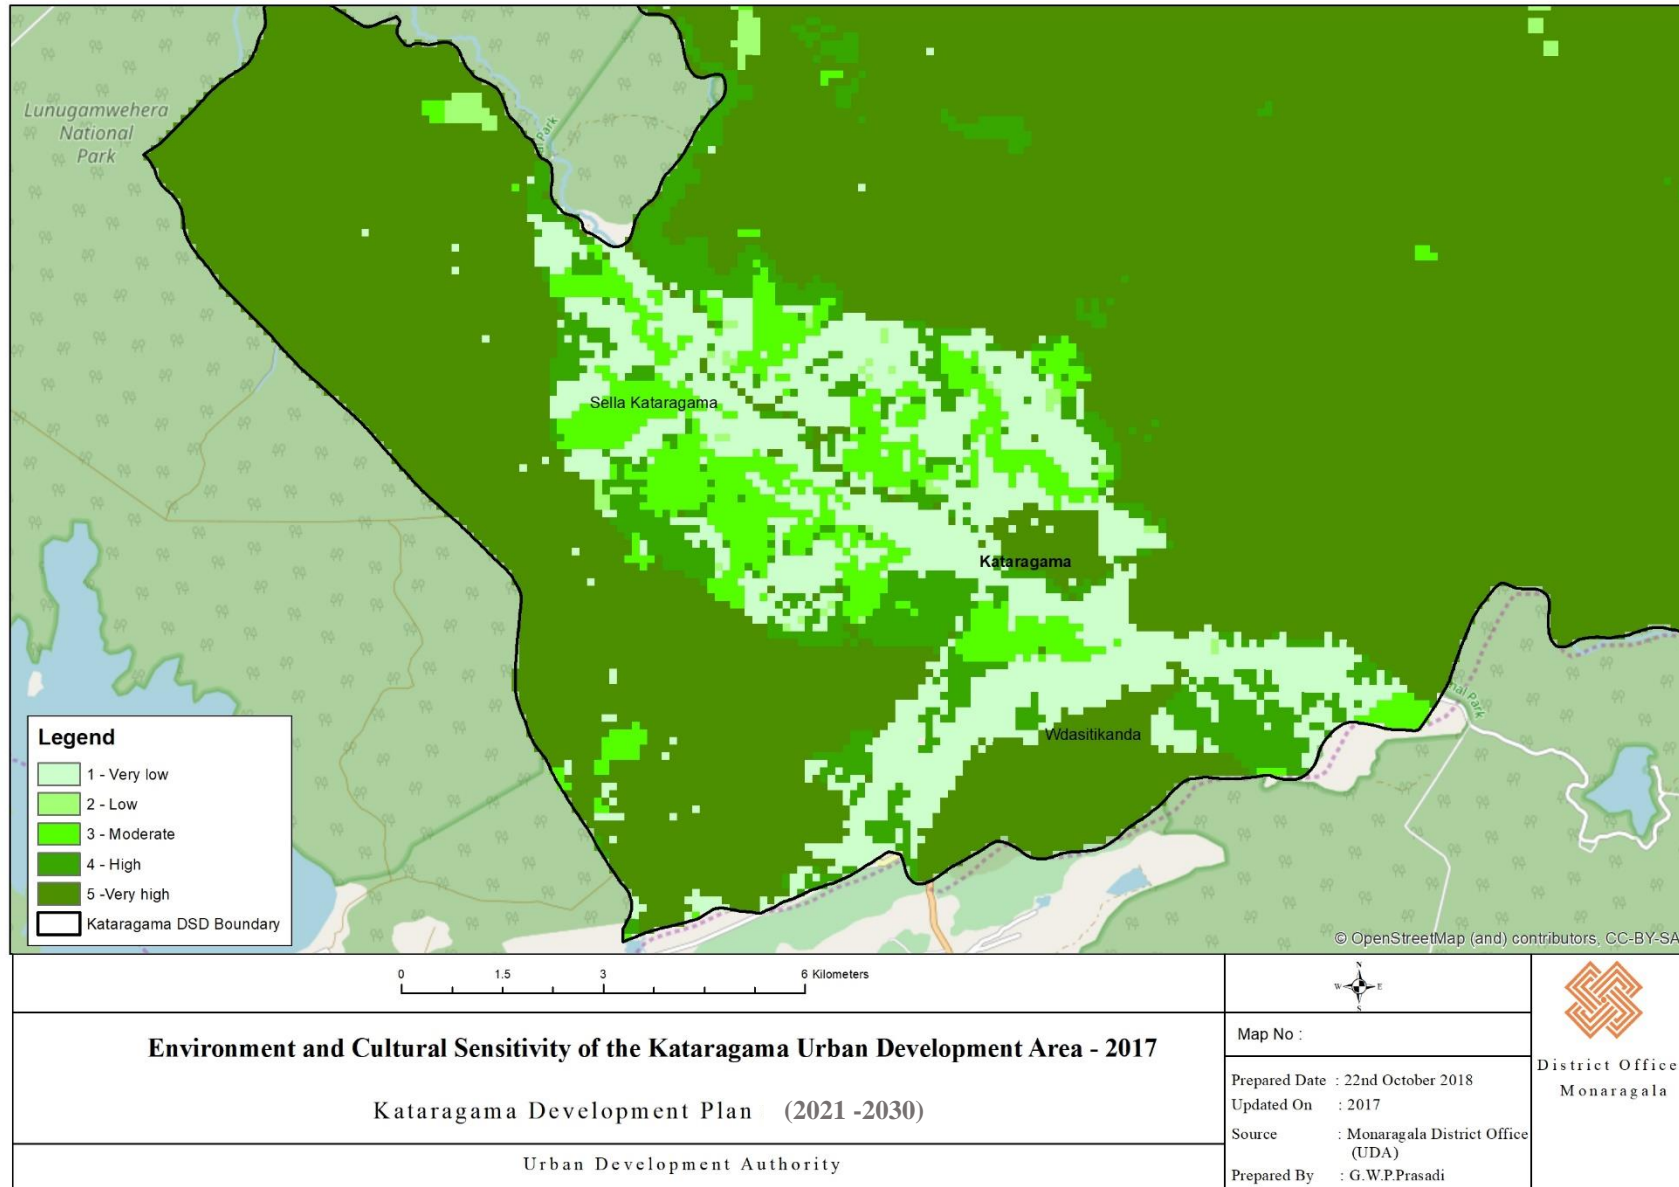 Lunugamwehera
National
Park
Park
Sella Kataragama
Kataragama
Wdasitikanda
nal Park
Legend
1 - Very low
2 - Low
3 - Moderate
4 - High
5 -Very high
Kataragama DSD Boundary
© OpenStreetMap (and) contributors, CC-BY-SA
0 1.5 3 6 Kilometers
N
W E
S
Environment and Cultural Sensitivity of the Kataragama Urban Development Area - 2017
Kataragama Development Plan (2021 -2030)
Urban Development Authority
Map No :
Prepared Date : 22nd October 2018
Updated On : 2017
Source : Monaragala District Office
(UDA)
Prepared By : G.W.P.Prasadi
District Office
Monaragala